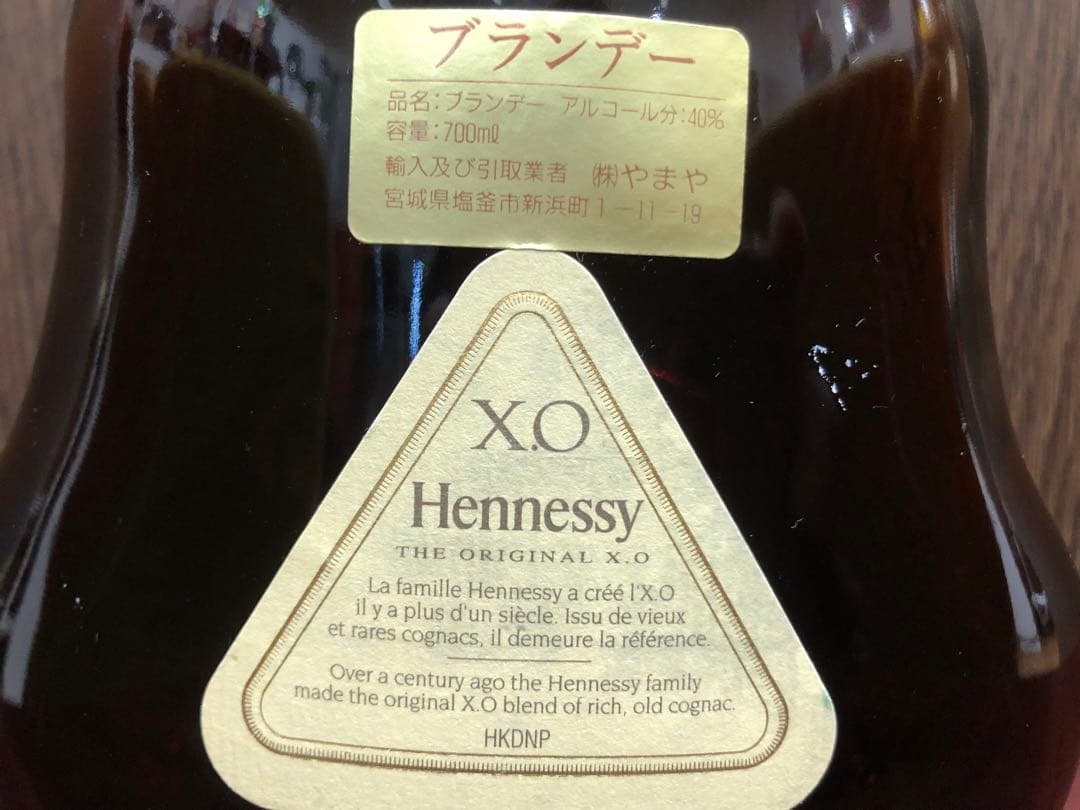 ブランデー
品名:ブランデー アルコール分:40%
容量:700mℓ
輸入及び引取業者 ㈱やまや
宮城県塩釜市新浜町1-11-19
X.O
Hennessy
THE ORIGINAL X.O
La famille Hennessy a créé l'X.O
il y a plus d'un siècle. Issu de vieux
et rares cognacs, il demeure la référence.
Over a century ago the Hennessy family
made the original X.O blend of rich, old cognac.
HKDNP